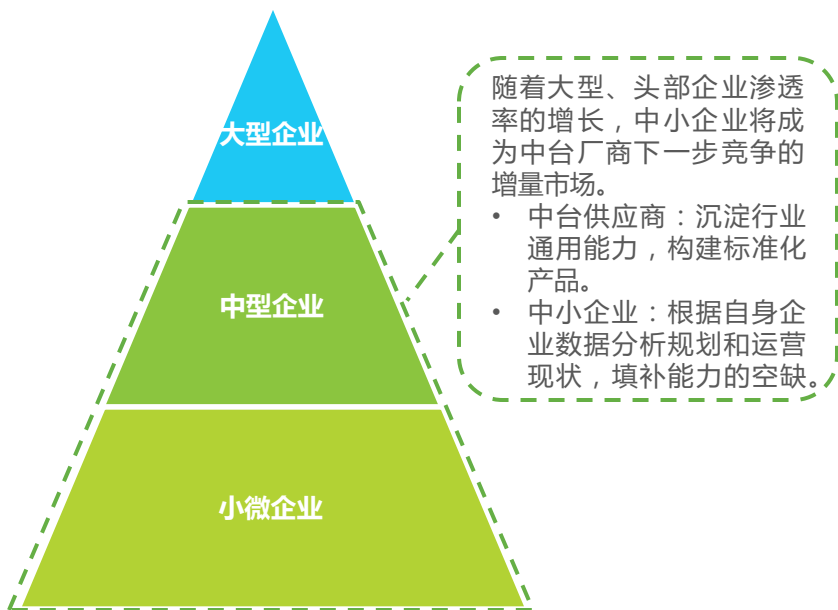 大型企业
中型企业
小微企业
随着大型、头部企业渗透
率的增长，中小企业将成
为中台厂商下一步竞争的
增量市场。
• 中台供应商：沉淀行业
通用能力，构建标准化
产品。
• 中小企业：根据自身企
业数据分析规划和运营
现状，填补能力的空缺。